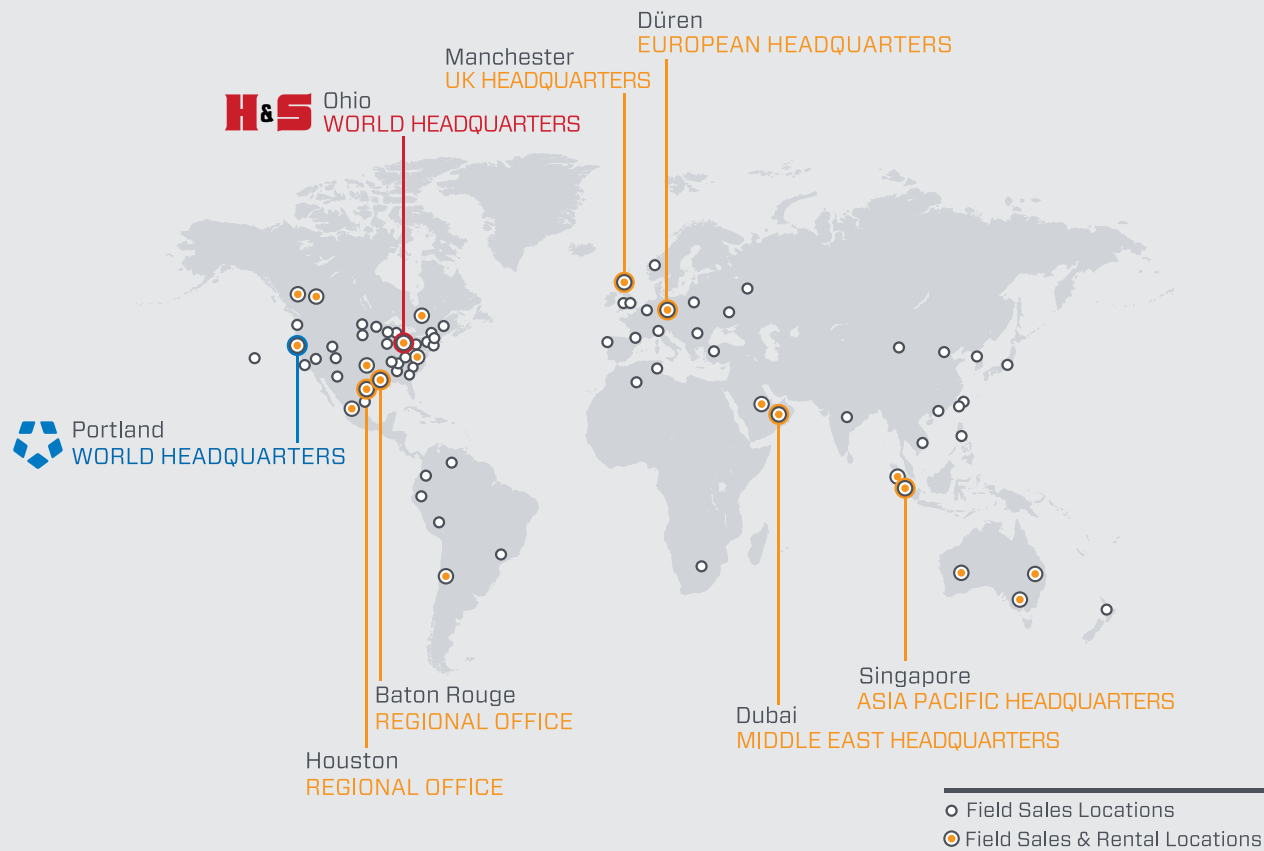 Düren
EUROPEAN HEADQUARTERS
Manchester
UK HEADQUARTERS
H&S
Ohio
WORLD HEADQUARTERS
Portland
WORLD HEADQUARTERS
Baton Rouge
REGIONAL OFFICE
Houston
REGIONAL OFFICE
Singapore
ASIA PACIFIC HEADQUARTERS
Dubai
MIDDLE EAST HEADQUARTERS
Field Sales Locations
Field Sales & Rental Locations